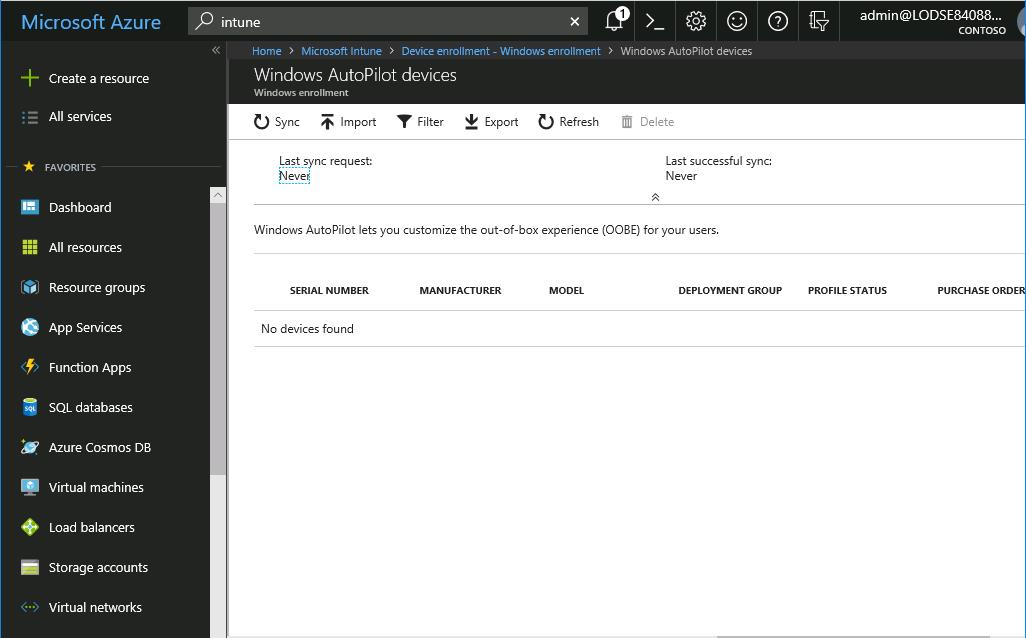 Microsoft Azure
intune
1
admin@LODSE84088...
CONTOSO
Home > Microsoft Intune > Device enrollment - Windows enrollment > Windows AutoPilot devices
Windows AutoPilot devices
Windows enrollment
Create a resource
All services
FAVORITES
Dashboard
All resources
Resource groups
App Services
Function Apps
SQL
SQL databases
Azure Cosmos DB
Virtual machines
Load balancers
Storage accounts
Virtual networks
Sync Import Filter Export Refresh Delete
Last sync request: Last successful sync:
Never Never
Windows AutoPilot lets you customize the out-of-box experience (OOBE) for your users.
SERIAL NUMBER MANUFACTURER MODEL DEPLOYMENT GROUP PROFILE STATUS PURCHASE ORDER
No devices found